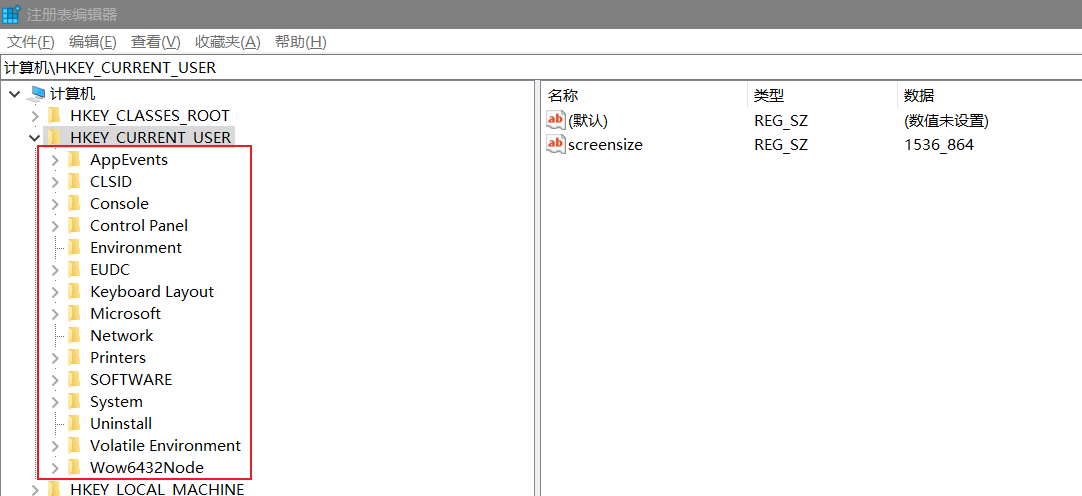 注册表编辑器
文件(F) 编辑(E) 查看(V) 收藏夹(A) 帮助(H)
计算机\HKEY_CURRENT_USER
计算机
HKEY_CLASSES_ROOT
HKEY_CURRENT_USER
AppEvents
CLSID
Console
Control Panel
Environment
EUDC
Keyboard Layout
Microsoft
Network
Printers
SOFTWARE
System
Uninstall
Volatile Environment
Wow6432Node
HKEY_LOCAL_MACHINE
名称 类型 数据
ab (默认) REG_SZ (数值未设置)
ab screensize REG_SZ 1536_864